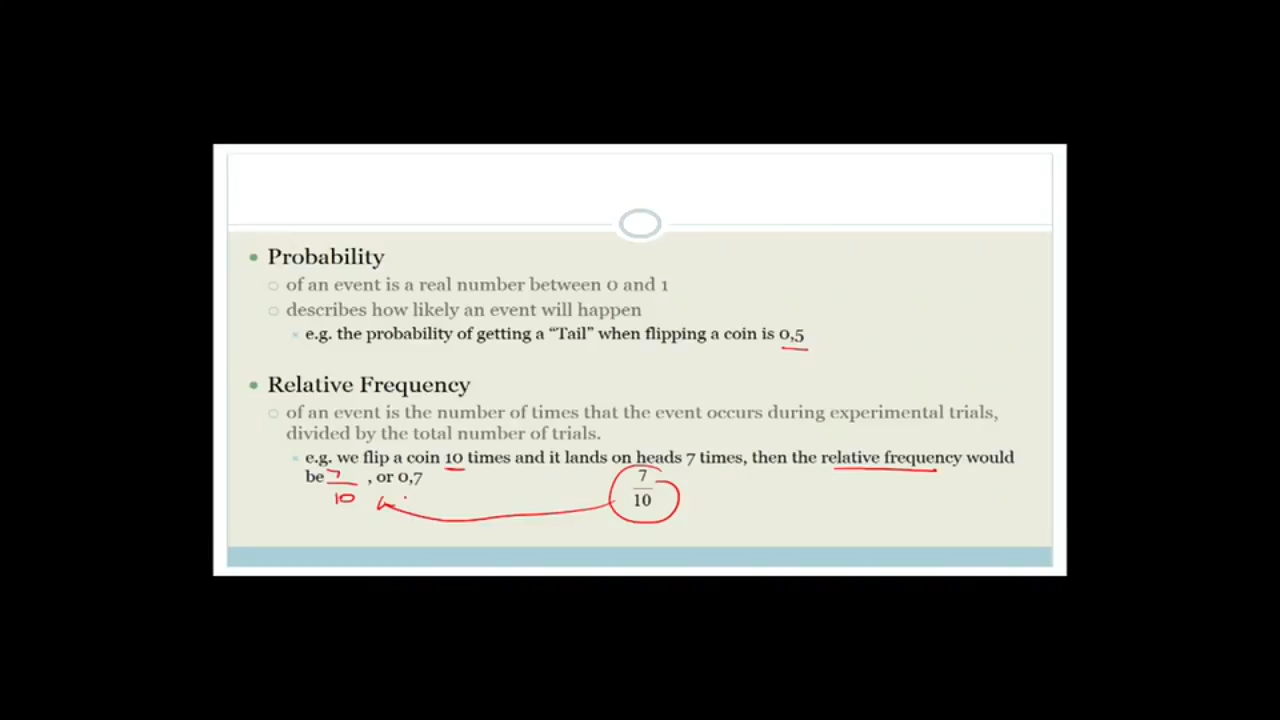 Probability
of an event is a real number between 0 and 1
describes how likely an event will happen
e.g. the probability of getting a “Tail” when flipping a coin is 0,5
Relative Frequency
of an event is the number of times that the event occurs during experimental trials,
divided by the total number of trials.
e.g. we flip a coin 10 times and it lands on heads 7 times, then the relative frequency would
be 7/10 , or 0,7
7
10